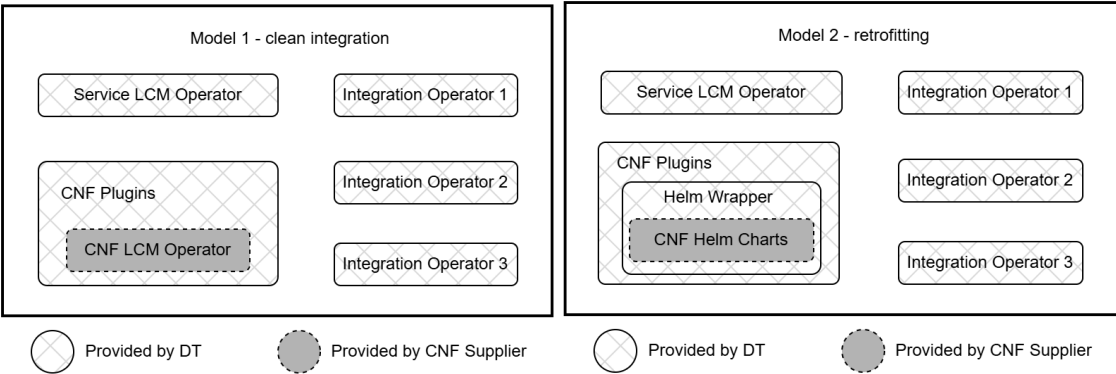 Model 1 - clean integration
Service LCM Operator
Integration Operator 1
CNF Plugins
Integration Operator 2
CNF LCM Operator
Integration Operator 3
Provided by DT
Provided by CNF Supplier
Model 2 - retrofitting
Service LCM Operator
Integration Operator 1
CNF Plugins
Helm Wrapper
Integration Operator 2
CNF Helm Charts
Integration Operator 3
Provided by DT
Provided by CNF Supplier